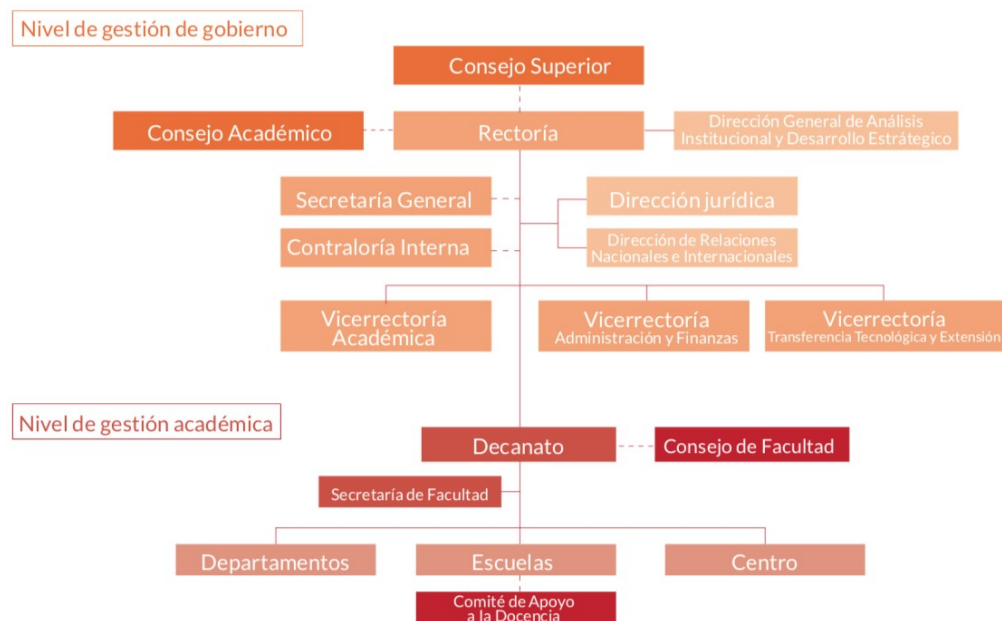 Nivel de gestión de gobierno
Consejo Superior
Consejo Académico
Rectoría
Dirección General de Análisis
Institucional y Desarrollo Estrátegico
Secretaría General
Dirección jurídica
Contraloría Interna
Dirección de Relaciones
Nacionales e Internacionales
Vicerrectoría
Académica
Vicerrectoría
Administración y Finanzas
Vicerrectoría
Transferencia Tecnológica y Extensión
Nivel de gestión académica
Decanato
Consejo de Facultad
Secretaría de Facultad
Departamentos
Escuelas
Centro
Comité de Apoyo
a la Docencia